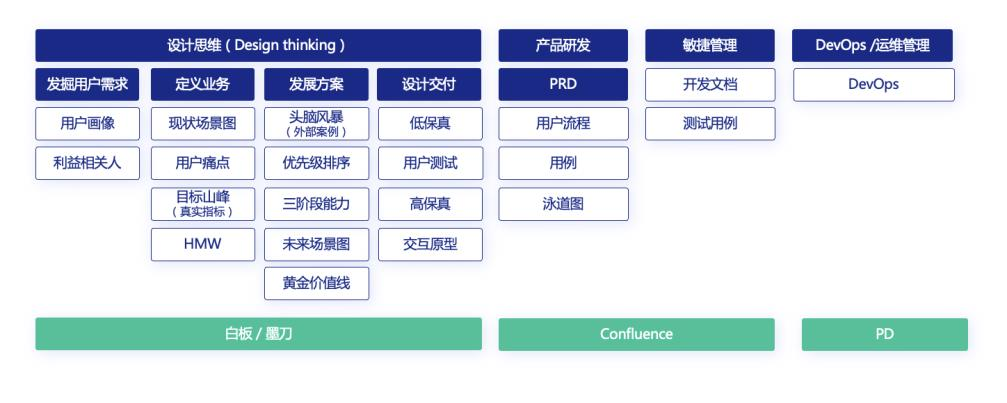 设计思维（Design thinking）
产品研发
敏捷管理
DevOps /运维管理
发掘用户需求
定义业务
发展方案
设计交付
PRD
开发文档
DevOps
用户画像
现状场景图
头脑风暴
（外部案例）
低保真
用户流程
测试用例
利益相关人
用户痛点
优先级排序
用户测试
用例
目标山峰
（真实指标）
三阶段能力
高保真
泳道图
HMW
未来场景图
交互原型
黄金价值线
白板 / 墨刀
Confluence
PD